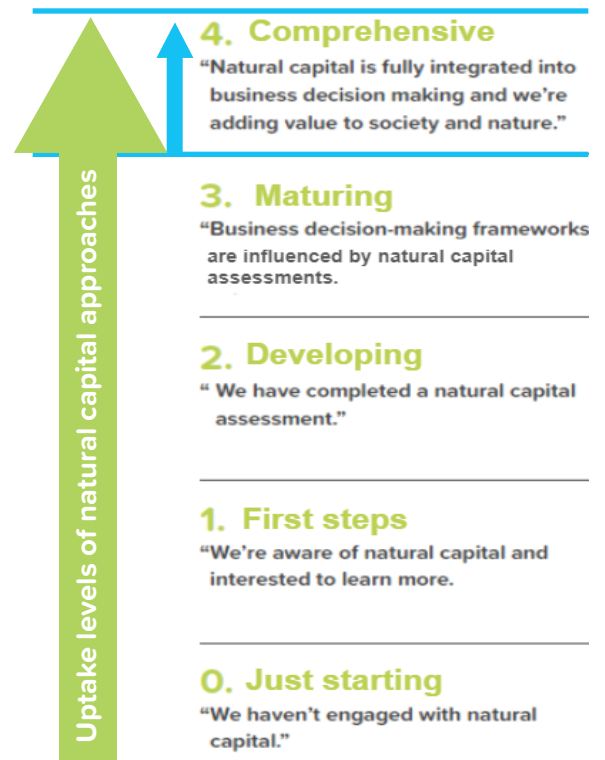 4. Comprehensive
“Natural capital is fully integrated into
business decision making and we’re
adding value to society and nature.”
3. Maturing
“Business decision-making frameworks
are influenced by natural capital
assessments.
2. Developing
“ We have completed a natural capital
assessment.”
1. First steps
“We’re aware of natural capital and
interested to learn more.
0. Just starting
“We haven’t engaged with natural
capital.”
Uptake levels of natural capital approaches